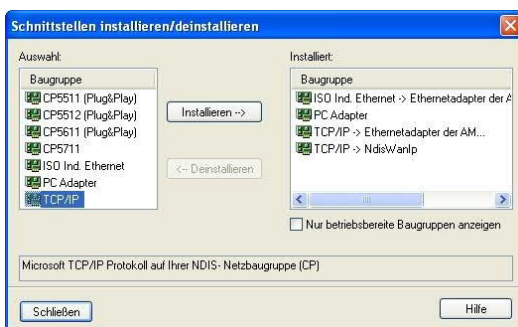 Schnittstellen installieren/deinstallieren
Auswahl:
Baugruppe
CP5511 (Plug&Play)
CP5512 (Plug&Play)
CP5611 (Plug&Play)
CP5711
ISO Ind. Ethernet
PC Adapter
TCP/IP
Installieren -->
<-- Deinstallieren
Installiert:
Baugruppe
ISO Ind. Ethernet -> Ethernetadapter der A
PC Adapter
TCP/IP -> Ethernetadapter der AM...
TCP/IP -> NdisWanIp
Nur betriebsbereite Baugruppen anzeigen
Microsoft TCP/IP Protokoll auf Ihrer NDIS- Netzbaugruppe (CP)
Schließen
Hilfe